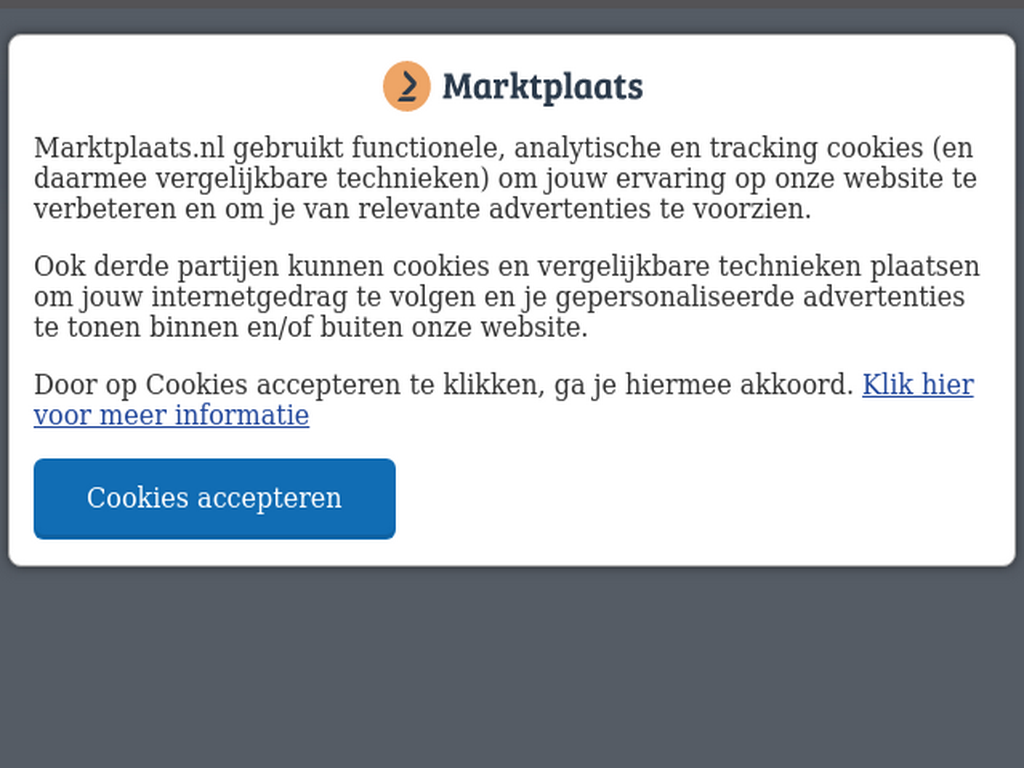 Marktplaats
Marktplaats.nl gebruikt functionele, analytische en tracking cookies (en
daarmee vergelijkbare technieken) om jouw ervaring op onze website te
verbeteren en om je van relevante advertenties te voorzien.
Ook derde partijen kunnen cookies en vergelijkbare technieken plaatsen
om jouw internetgedrag te volgen en je gepersonaliseerde advertenties
te tonen binnen en/of buiten onze website.
Door op Cookies accepteren te klikken, ga je hiermee akkoord. Klik hier
voor meer informatie
Cookies accepteren